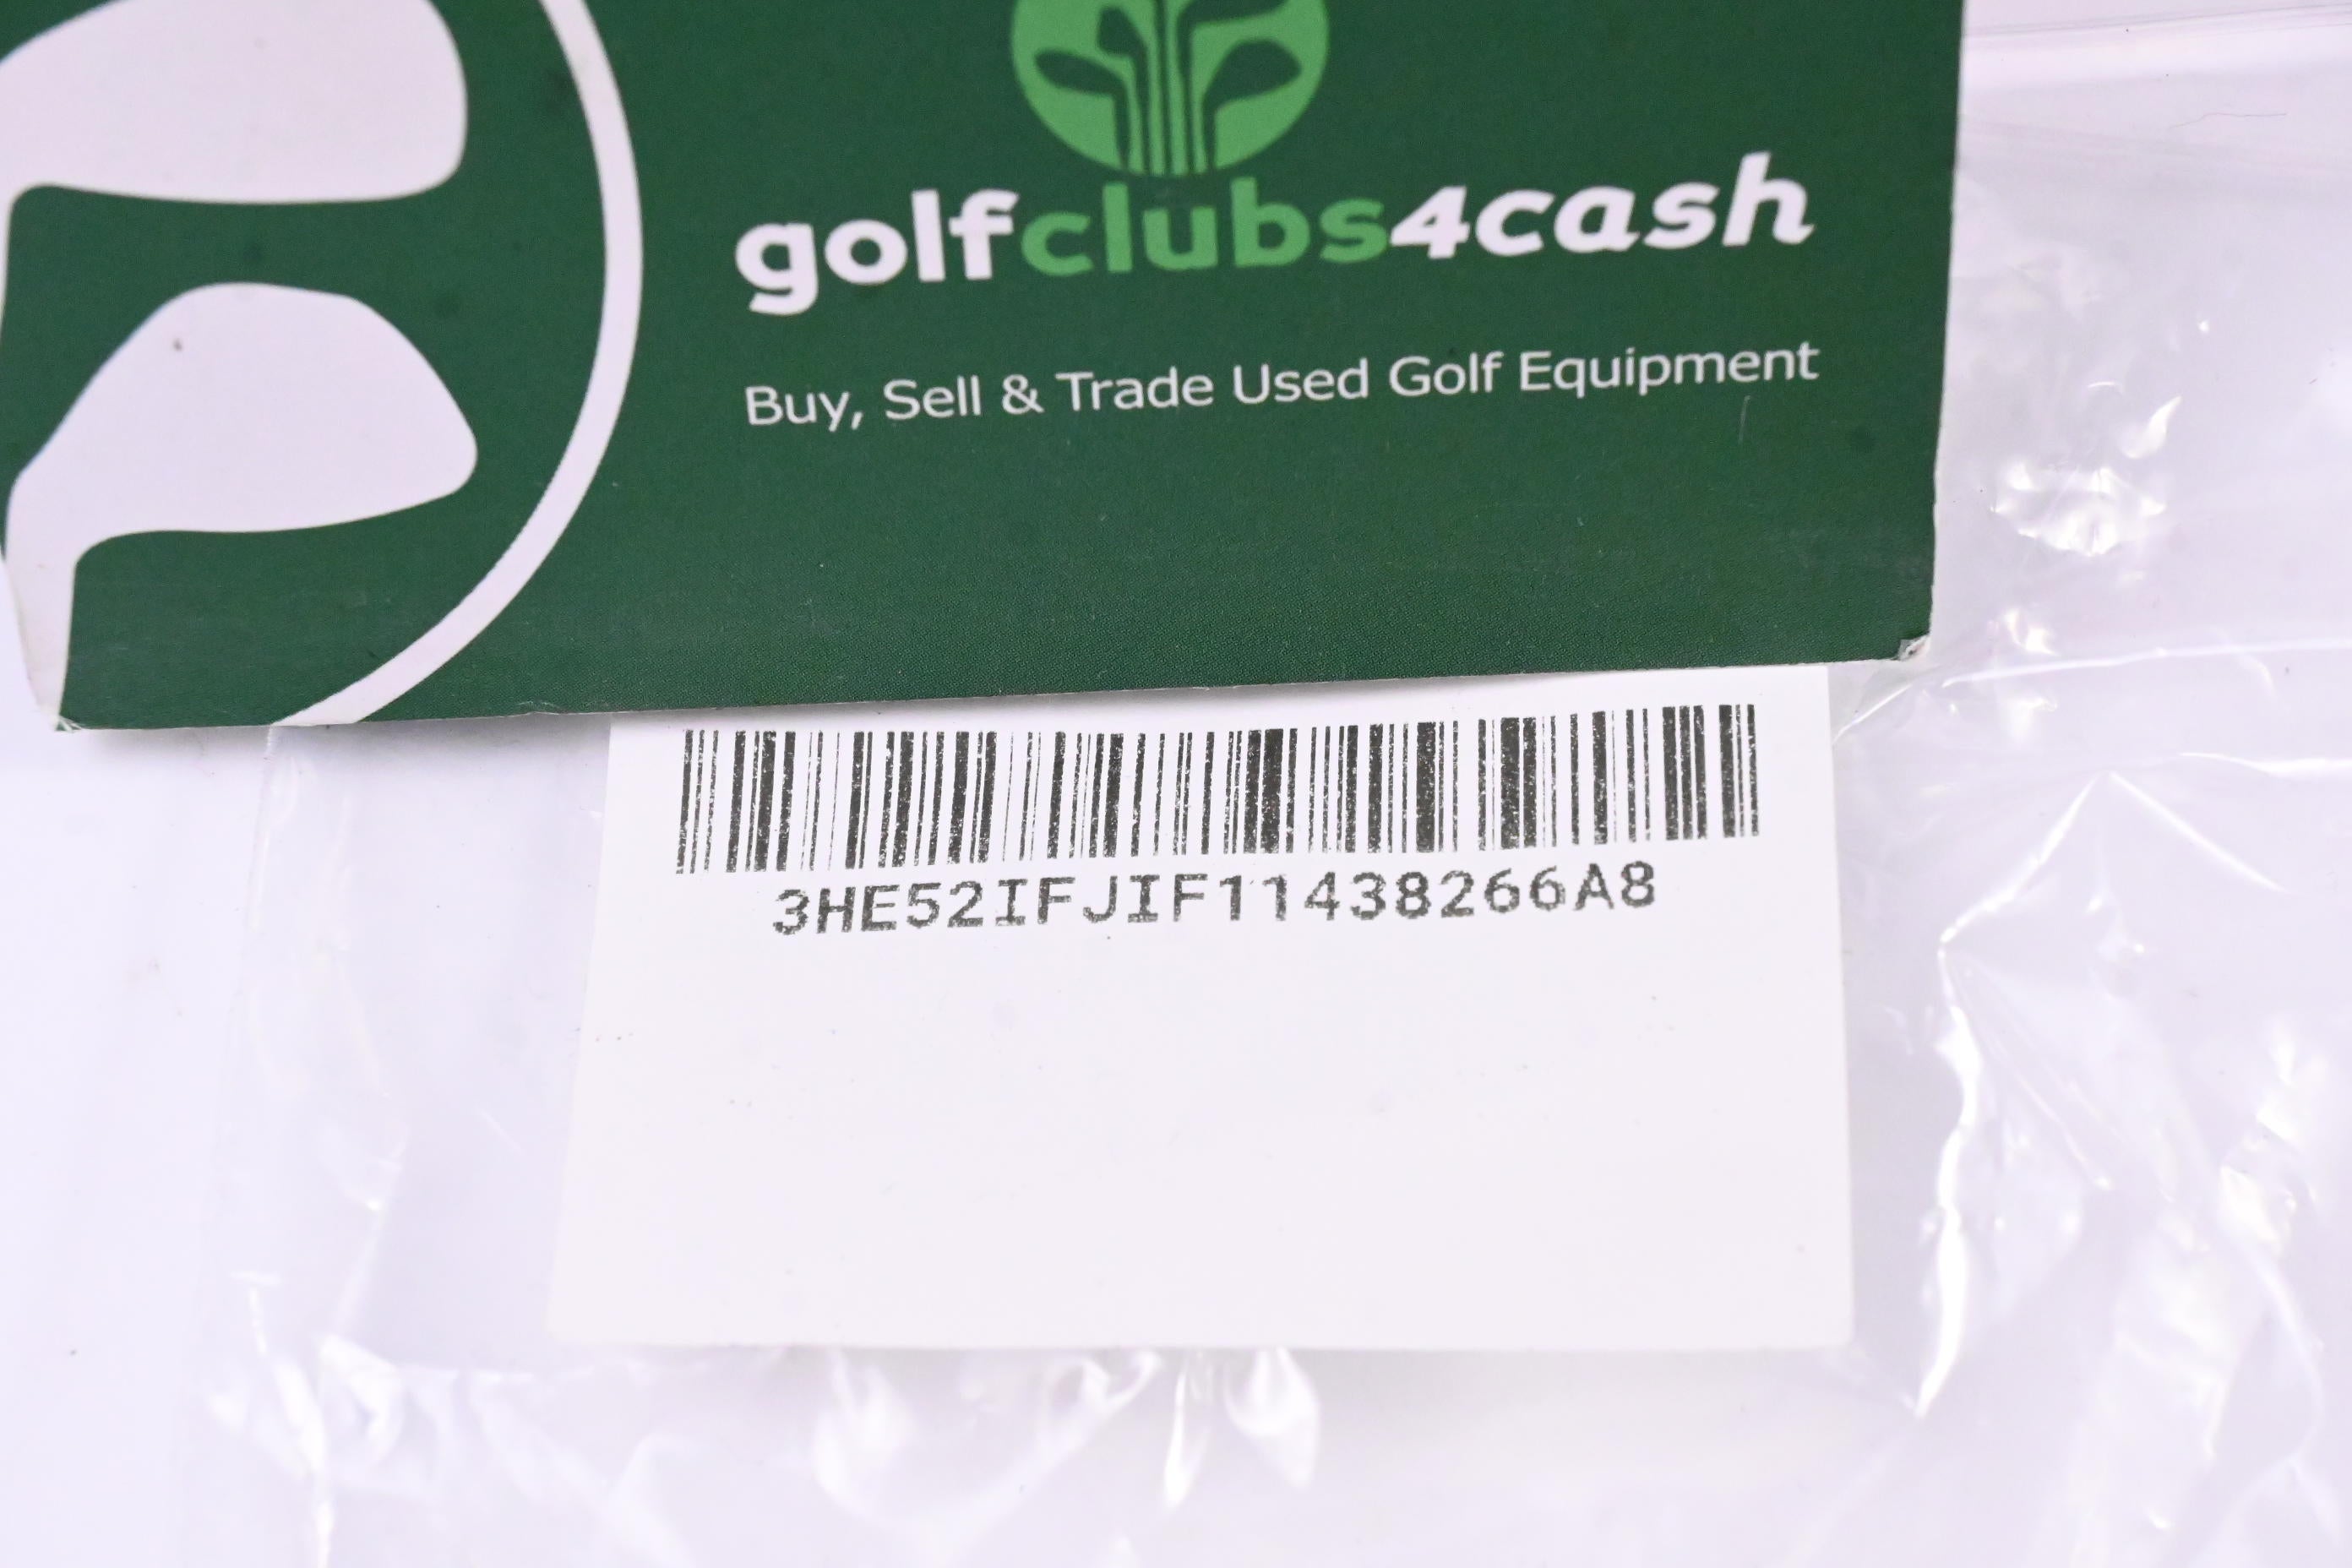 golfclubs4cash
Buy, Sell & Trade Used Golf Equipment
3HE52IFJIF11438266A8